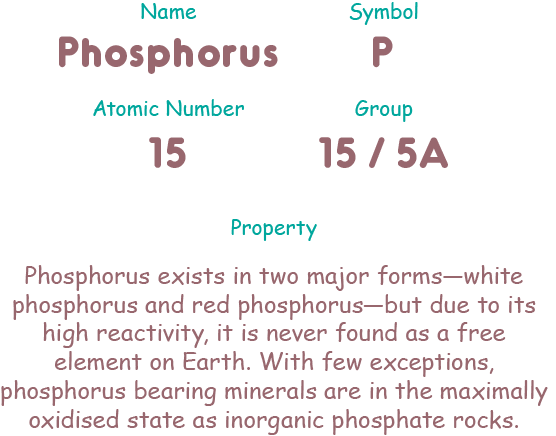 Name Symbol
Phosphorus P
Atomic Number Group
15 15 / 5A
Property
Phosphorus exists in two major forms—white
phosphorus and red phosphorus—but due to its
high reactivity, it is never found as a free
element on Earth. With few exceptions,
phosphorus bearing minerals are in the maximally
oxidised state as inorganic phosphate rocks.